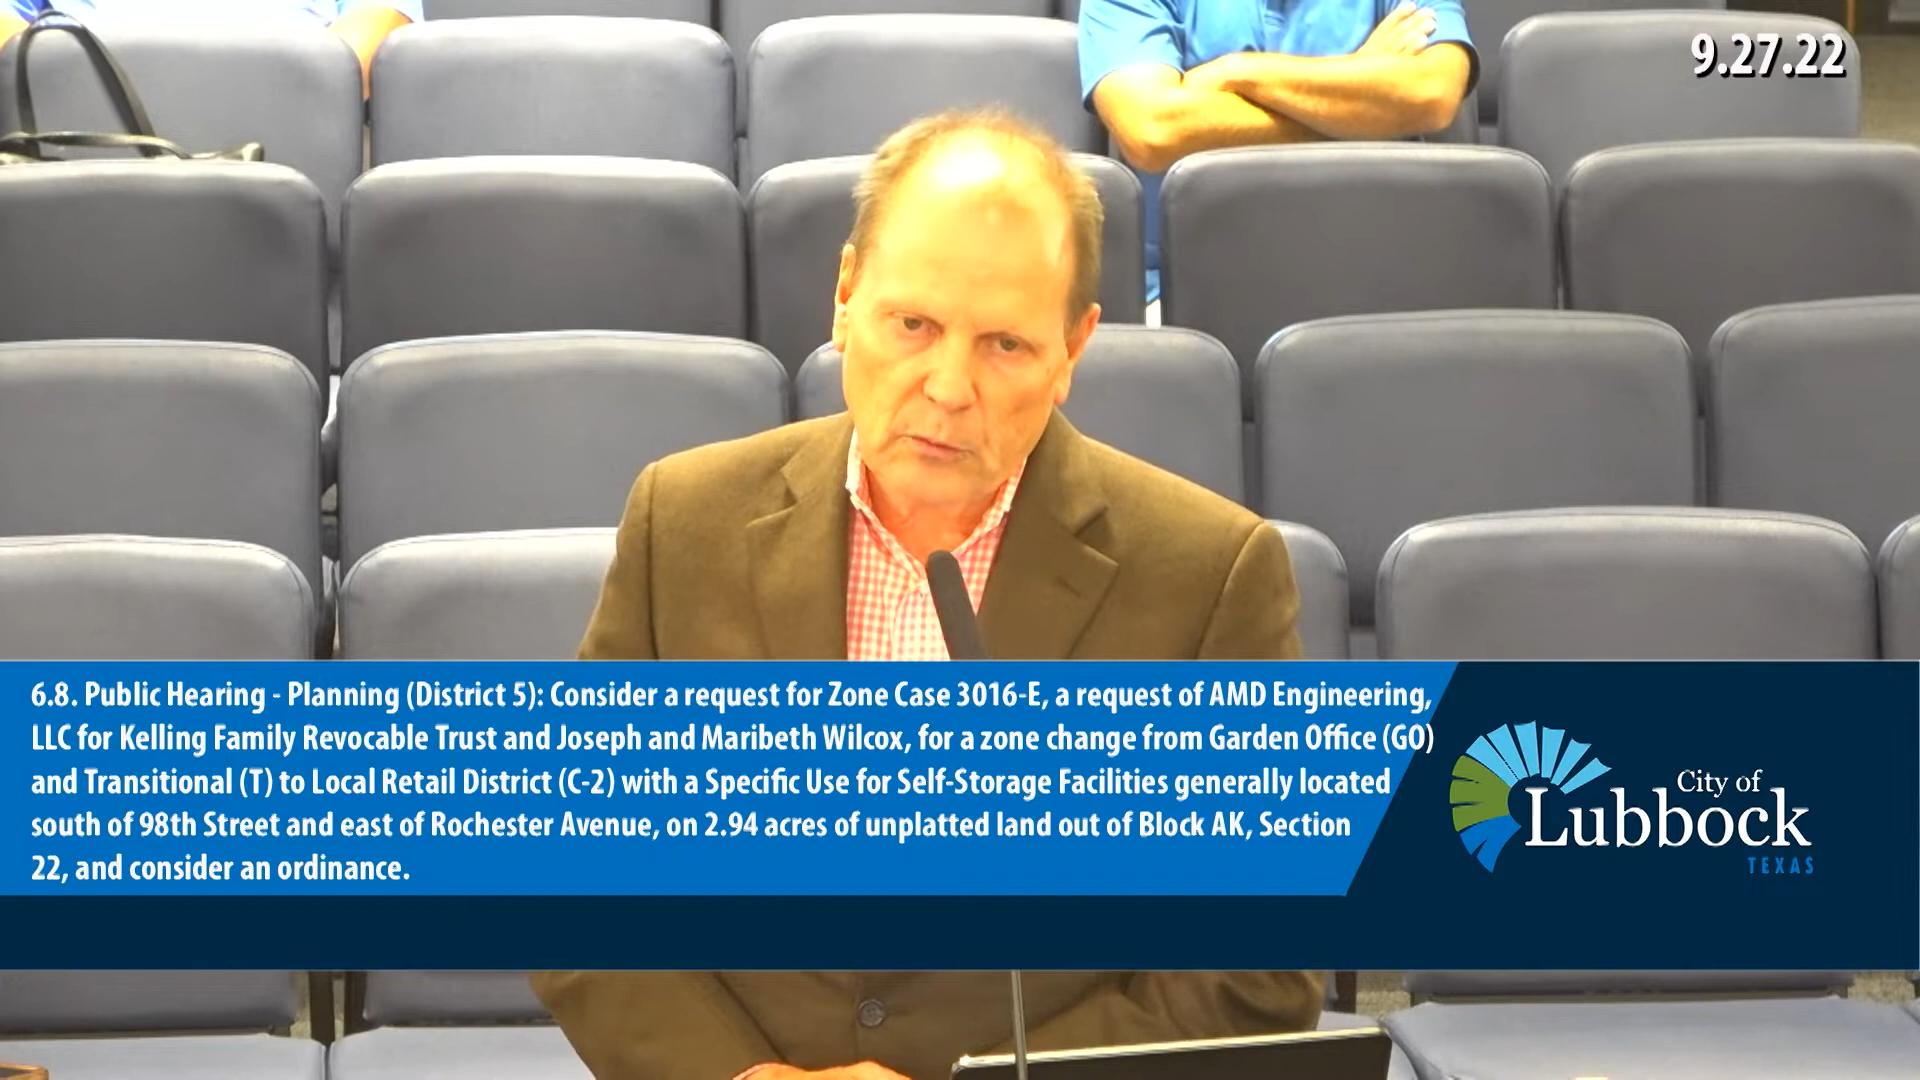 9.27.22
6.8. Public Hearing - Planning (District 5): Consider a request for Zone Case 3016-E, a request of AMD Engineering,
LLC for Kelling Family Revocable Trust and Joseph and Maribeth Wilcox, for a zone change from Garden Office (GO)
and Transitional (T) to Local Retail District (C-2) with a Specific Use for Self-Storage Facilities generally located
south of 98th Street and east of Rochester Avenue, on 2.94 acres of unplatted land out of Block AK, Section
22, and consider an ordinance.
City of
Lubbock
TEXAS